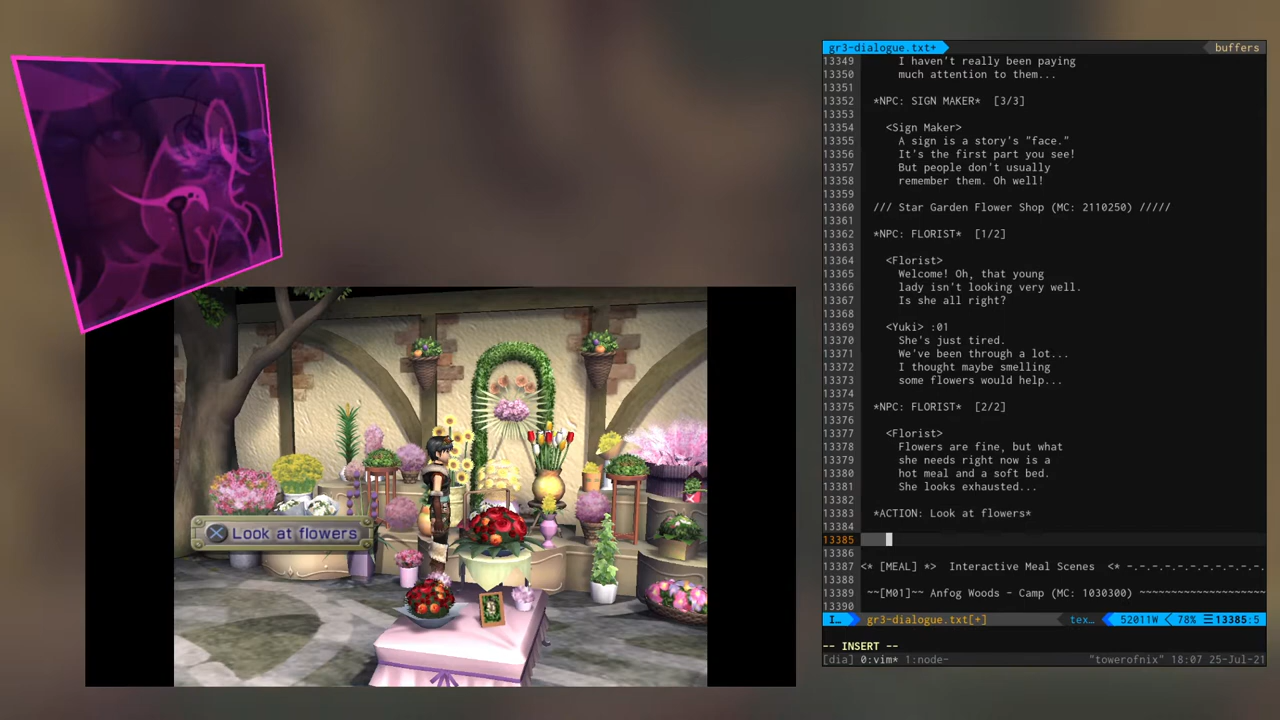 gr3-dialogue.txt+ buffers
13349 I haven't really been paying
13350 much attention to them...
13351
13352 *NPC: SIGN MAKER* [3/3]
13353
13354 <Sign Maker>
13355 A sign is a story's "face."
13356 It's the first part you see!
13357 But people don't usually
13358 remember them. Oh well!
13359
13360 /// Star Garden Flower Shop (MC: 2110250) /////
13361
13362 *NPC: FLORIST* [1/2]
13363
13364 <Florist>
13365 Welcome! Oh, that young
13366 lady isn't looking very well.
13367 Is she all right?
13368
13369 <Yuki> :01
13370 She's just tired.
13371 We've been through a lot...
13372 I thought maybe smelling
13373 some flowers would help...
13374
13375 *NPC: FLORIST* [2/2]
13376
13377 <Florist>
13378 Flowers are fine, but what
13379 she needs right now is a
13380 hot meal and a soft bed.
13381 She looks exhausted...
13382
13383 *ACTION: Look at flowers*
13384
13385
13386
13387 <* [MEAL] *> Interactive Meal Scenes <* -.-.-.-.-.-.-.-.-.-.-.
13388
13389 ~~[M01]~~ Anfog Woods – Camp (MC: 1030300) ~~~~~~~~~~~~~~~~~~~~
13390
I… gr3-dialogue.txt[+] tex… 52011W 78% ☰13385:5
-- INSERT --
[dia] 0:vim* 1:node- "towerofnix" 18:07 25-Jul-21
Look at flowers